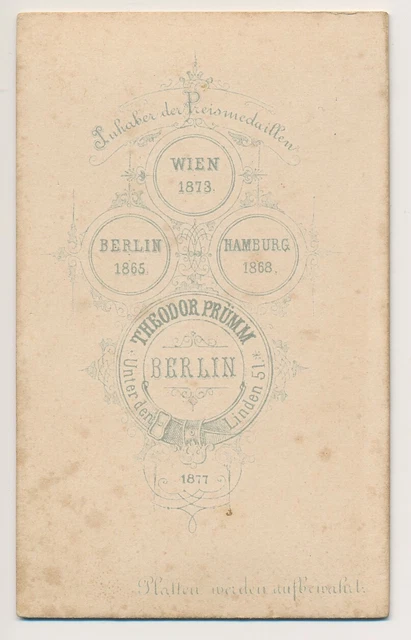 Inhaber der Preismedaillen
WIEN
1873.
BERLIN
1865.
HAMBURG
1868.
THEODOR PRÜMM
BERLIN
Unter den Linden 51.
1877
Platten werden aufbewahrt.